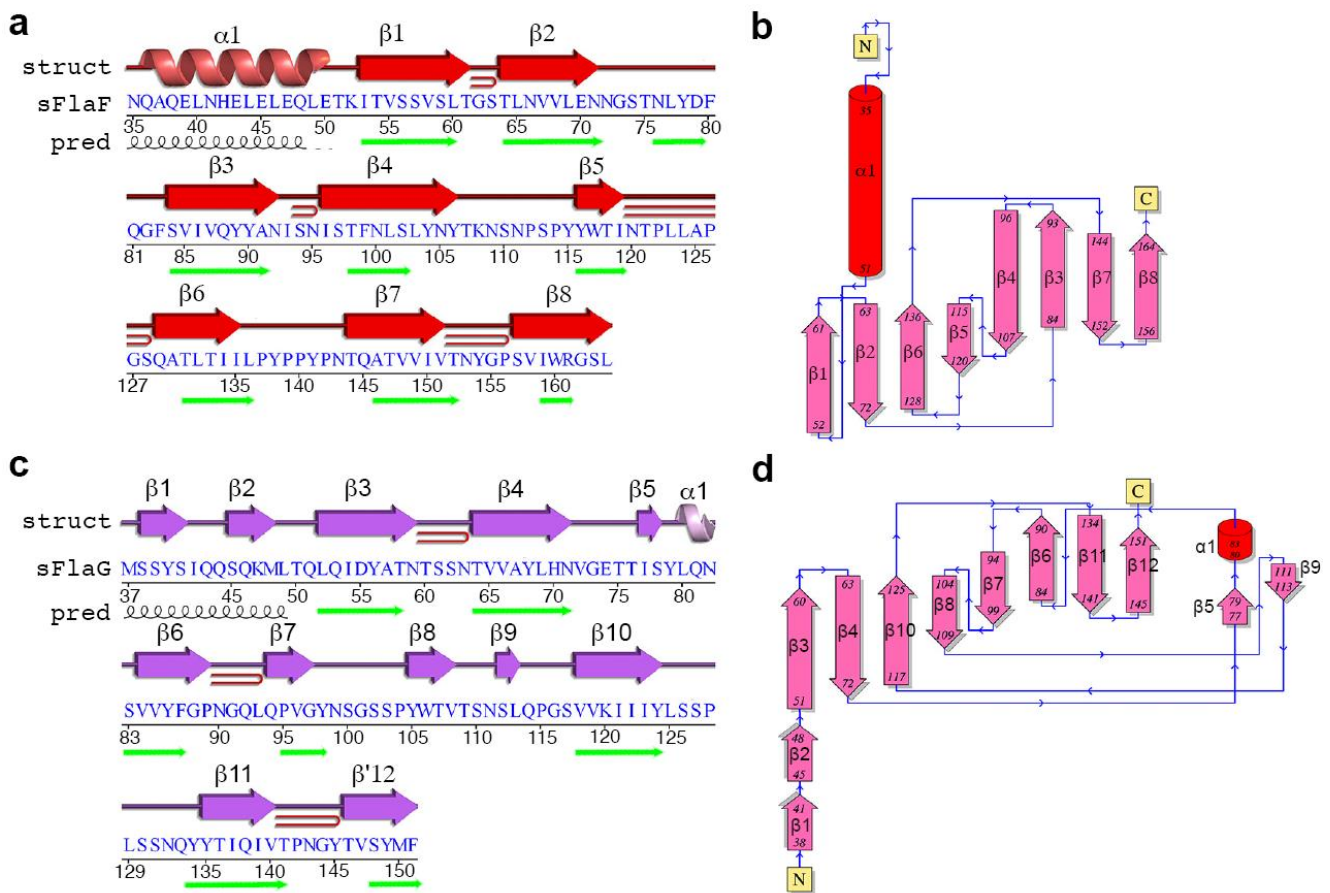 a
α1 β1 β2
struct
sFlaF NQAQELNHELELEQLETKITVSSVSLTGSTLNVVLENNGSTNLYDF
35 40 45 50 55 60 65 70 75 80
pred
β3 β4 β5
QGFSVIVQYYANISNISTFNLSLYNYTKNSNPSPYYWTINTPLLAP
81 85 90 95 100 105 110 115 120 125
β6 β7 β8
GSQATLTIILPYPPYPNTQATVVIVTNYGPSVIWRGSL
127 135 140 145 150 155 160
b
N
35
α1
51
C
96 93 144 164
β4 β3 β7 β8
61 63 136 115
β1 β2 β6 β5
107 84 152 156
120
52 72 128
c
β1 β2 β3 β4 β5 α1
struct
sFlaG MSSYSIQQSQKMLTQLQIDYATNTSSNTVVAYLHNVGETTISYLQN
37 40 45 50 55 60 65 70 75 80
pred
β6 β7 β8 β9 β10
SVVYFGPNGQLQPVGYNSGSSPYWTVTSNSLQPGSVVKIIIYLSSP
83 90 95 100 105 110 115 120 125
β11 β'12
LSSNQYYTIQIVTPNGYTVSYMF
129 135 140 145 150
d
C
90 134 151
α1 83 80
94
β6 β11 β12
β7
60 63 125 104 111 β9
113
β3 β4 β10 β8
84 99 141 145
β5 79
77
109
51 72 117
48
β2
45
41
β1
38
N